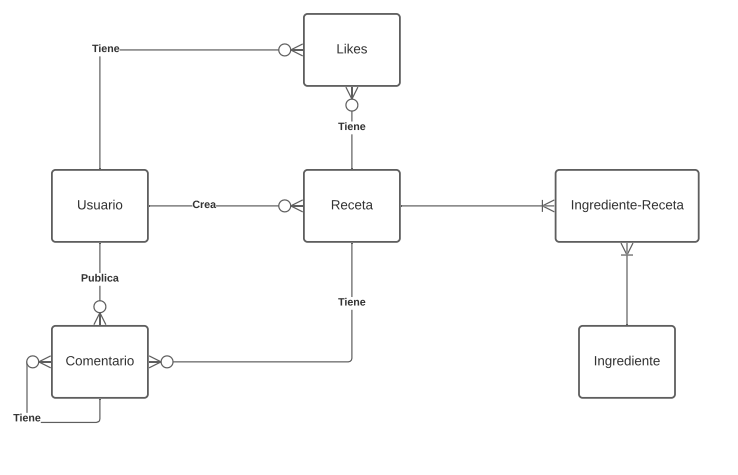 Tiene
Likes
Tiene
Usuario
Crea
Receta
Ingrediente-Receta
Publica
Tiene
Comentario
Ingrediente
Tiene